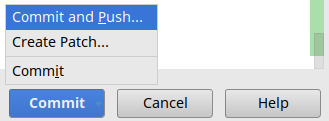 Commit and Push...
Create Patch...
Commit
Commit Cancel Help